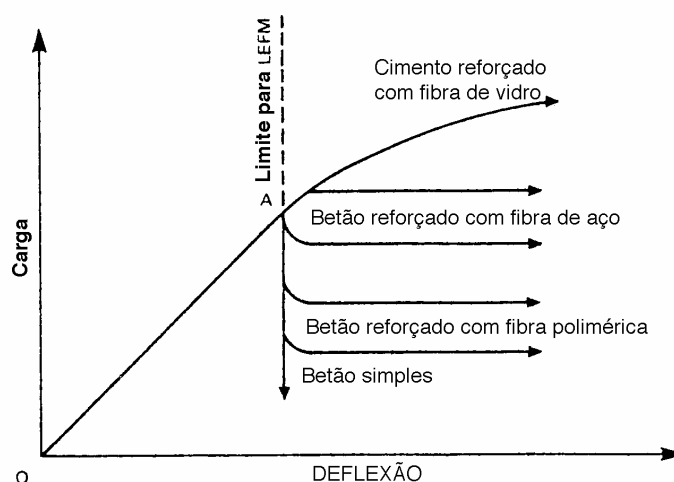 Cimento reforçado
com fibra de vidro
Limite para LEFM
A
Betão reforçado com fibra de aço
Carga
Betão reforçado com fibra polimérica
Betão simples
O
DEFLEXÃO